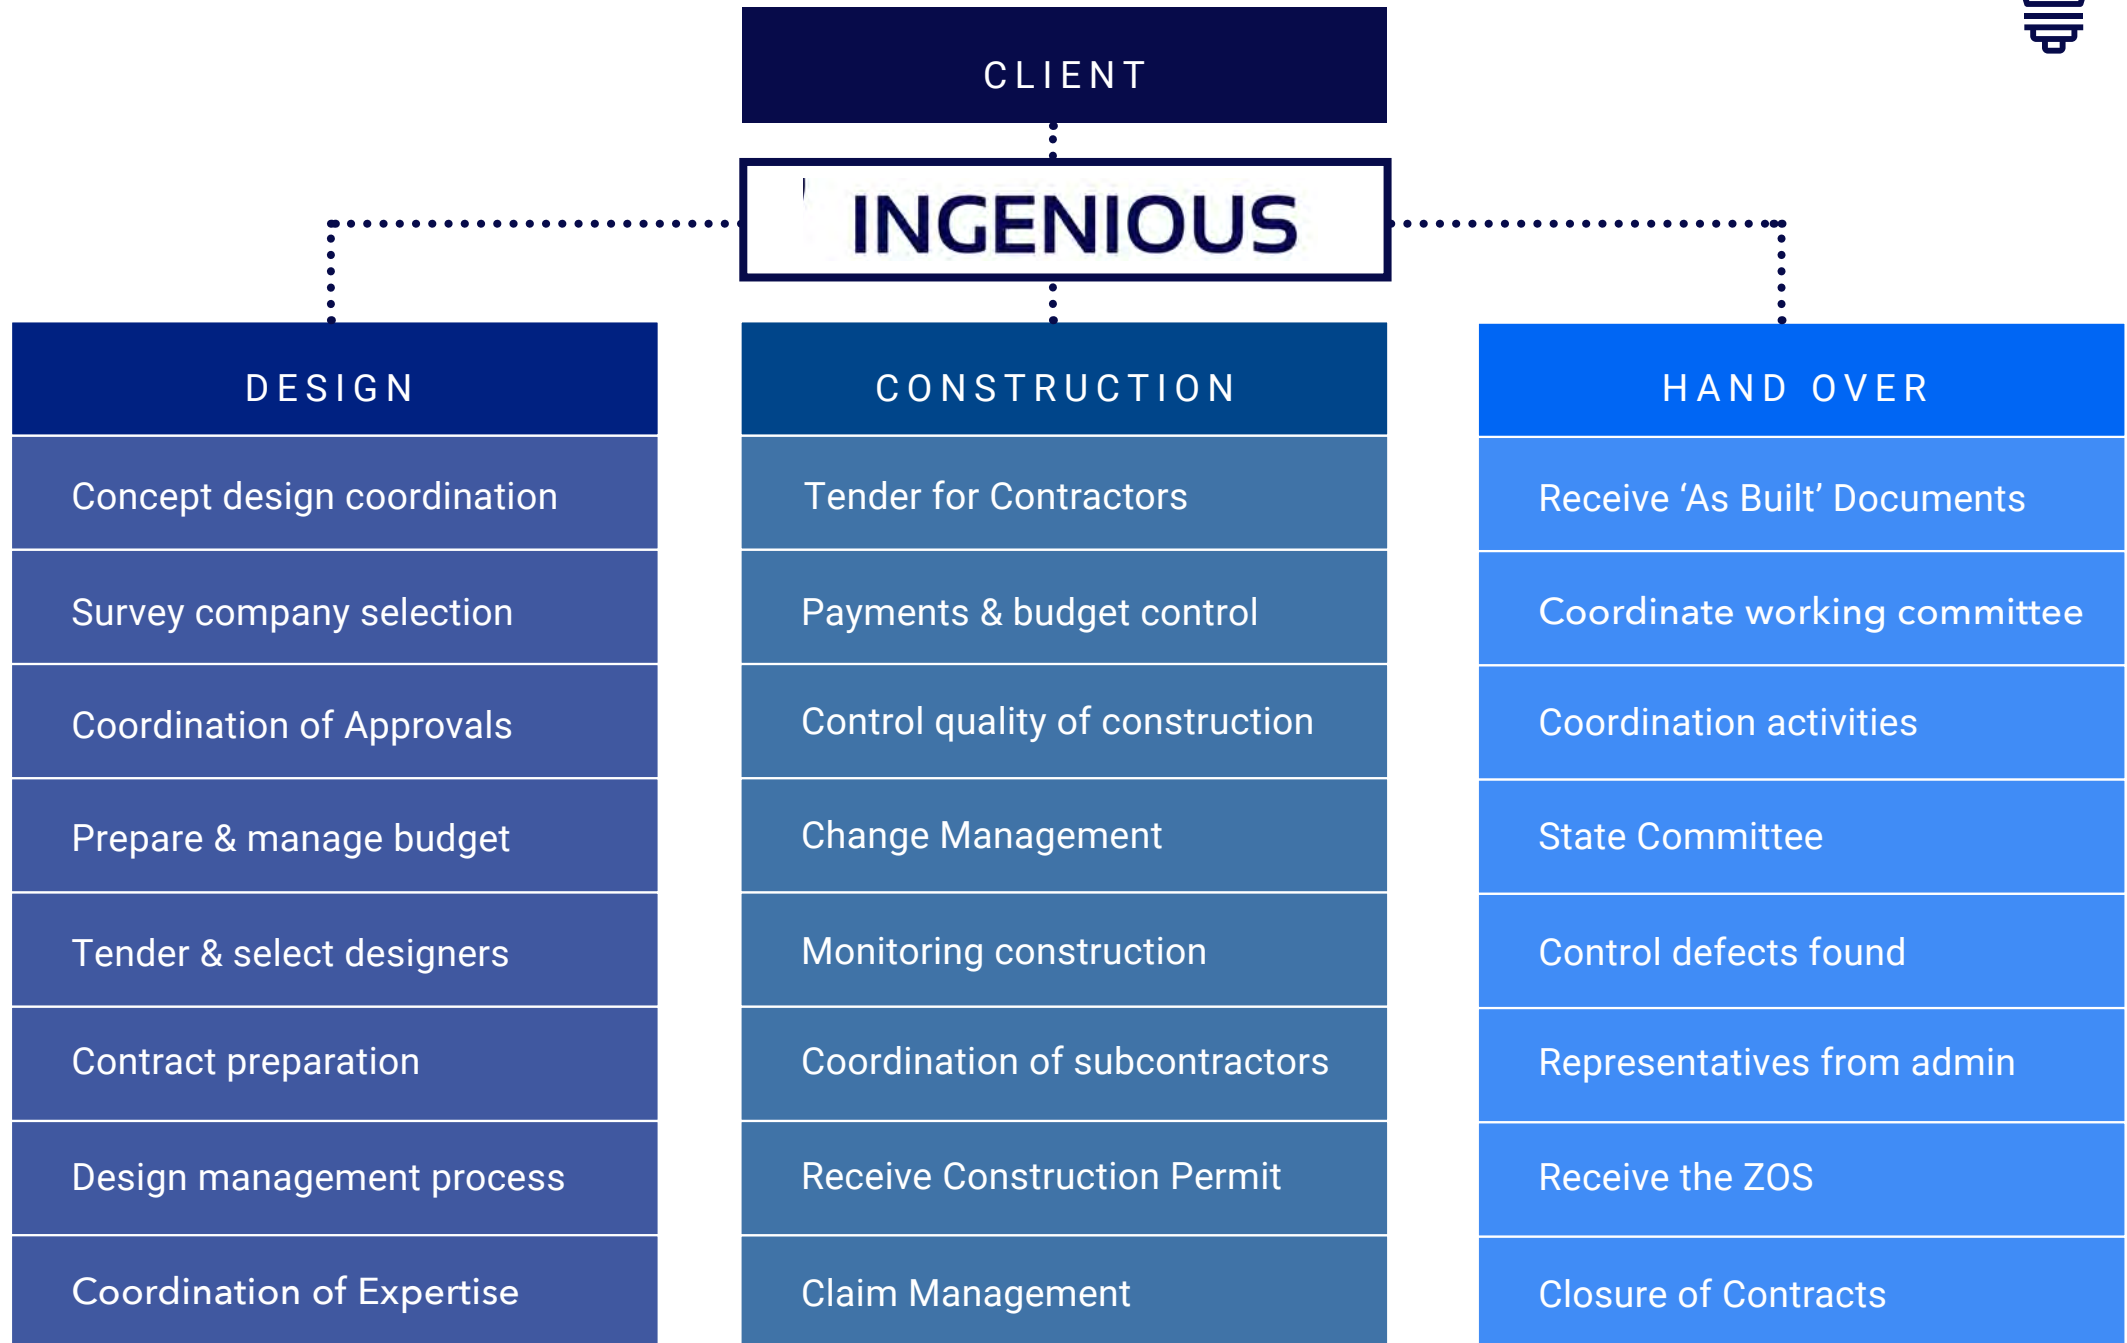 CLIENT
INGENIOUS
DESIGN
Concept design coordination
Survey company selection
Coordination of Approvals
Prepare & manage budget
Tender & select designers
Contract preparation
Design management process
Coordination of Expertise
CONSTRUCTION
Tender for Contractors
Payments & budget control
Control quality of construction
Change Management
Monitoring construction
Coordination of subcontractors
Receive Construction Permit
Claim Management
HAND OVER
Receive ‘As Built’ Documents
Coordinate working committee
Coordination activities
State Committee
Control defects found
Representatives from admin
Receive the ZOS
Closure of Contracts